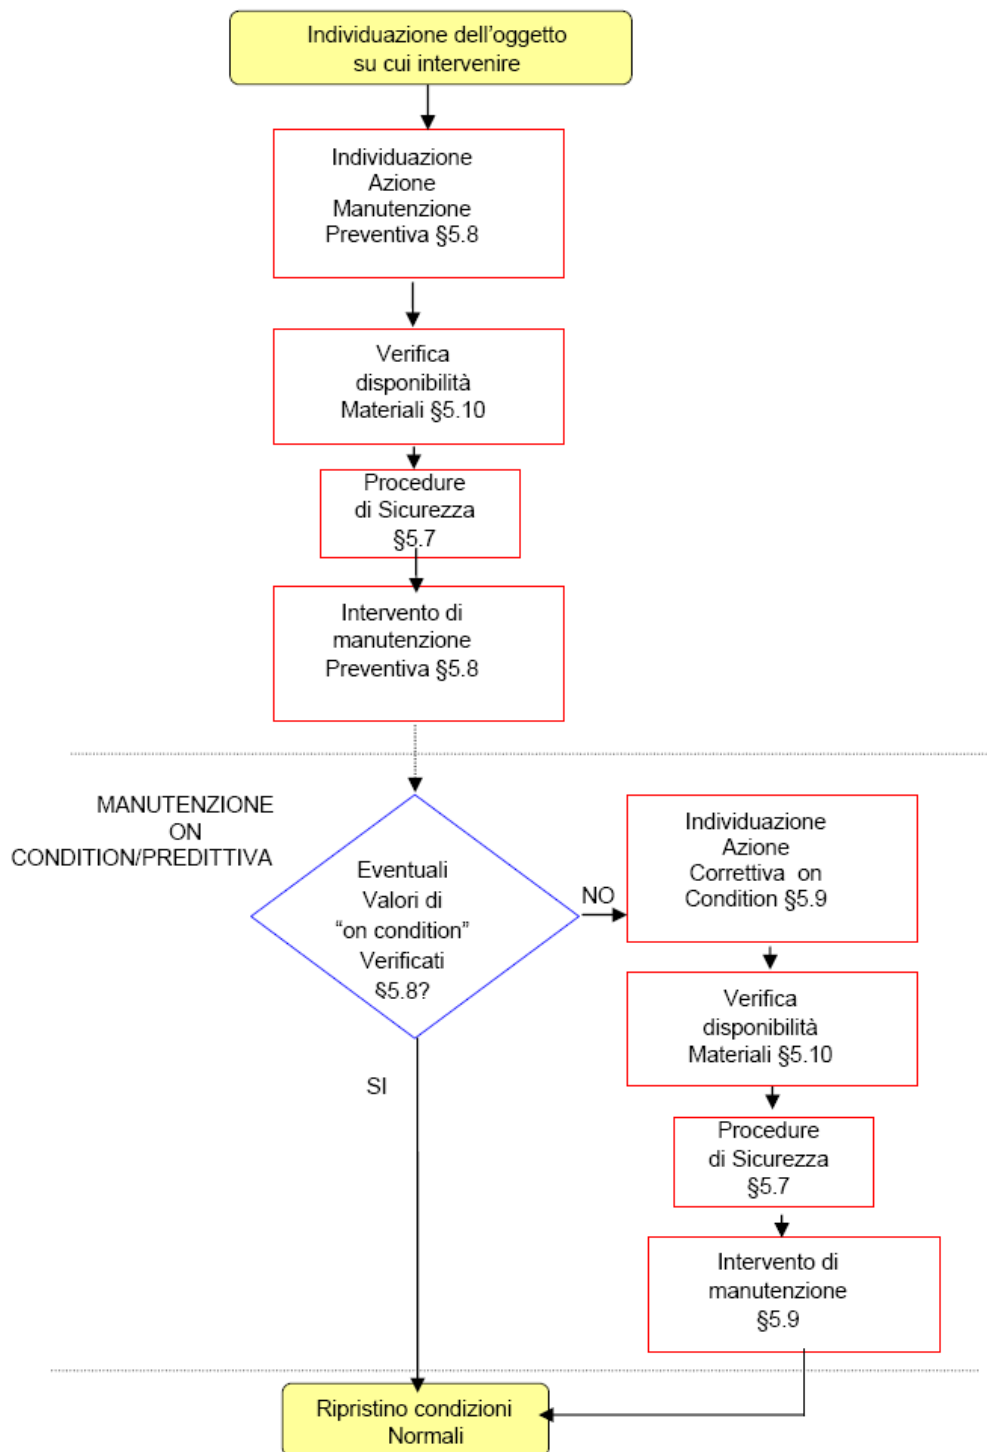 Individuazione dell'oggetto
su cui intervenire
Individuazione
Azione
Manutenzione
Preventiva §5.8
Verifica
disponibilità
Materiali §5.10
Procedure
di Sicurezza
§5.7
Intervento di
manutenzione
Preventiva §5.8
MANUTENZIONE
ON
CONDITION/PREDITTIVA
Eventuali
Valori di
“on condition”
Verificati
§5.8?
NO
Individuazione
Azione
Correttiva on
Condition §5.9
Verifica
disponibilità
Materiali §5.10
SI
Procedure
di Sicurezza
§5.7
Intervento di
manutenzione
§5.9
Ripristino condizioni
Normali